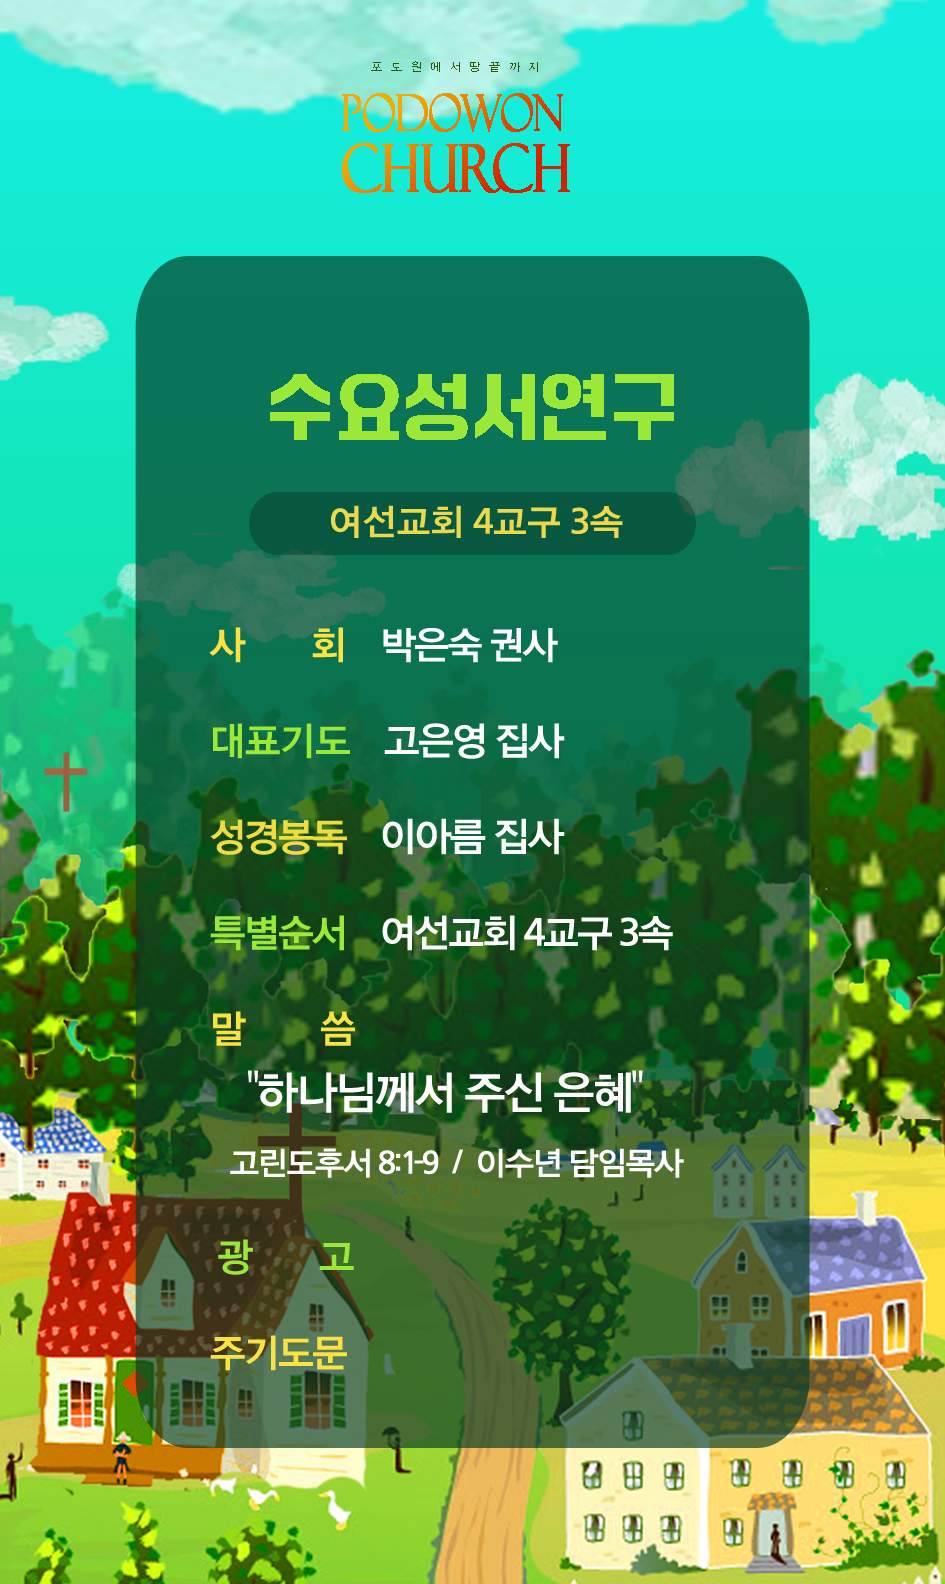 포도원에서땅끝까지
PODOWON
CHURCH
수요성서연구
여선교회 4교구 3속
사 회 박은숙 권사
대표기도 고은영 집사
성경봉독 이아름 집사
특별순서 여선교회 4교구 3속
말 씀
"하나님께서 주신 은혜"
고린도후서 8:1-9 / 이수년 담임목사
광 고
주기도문